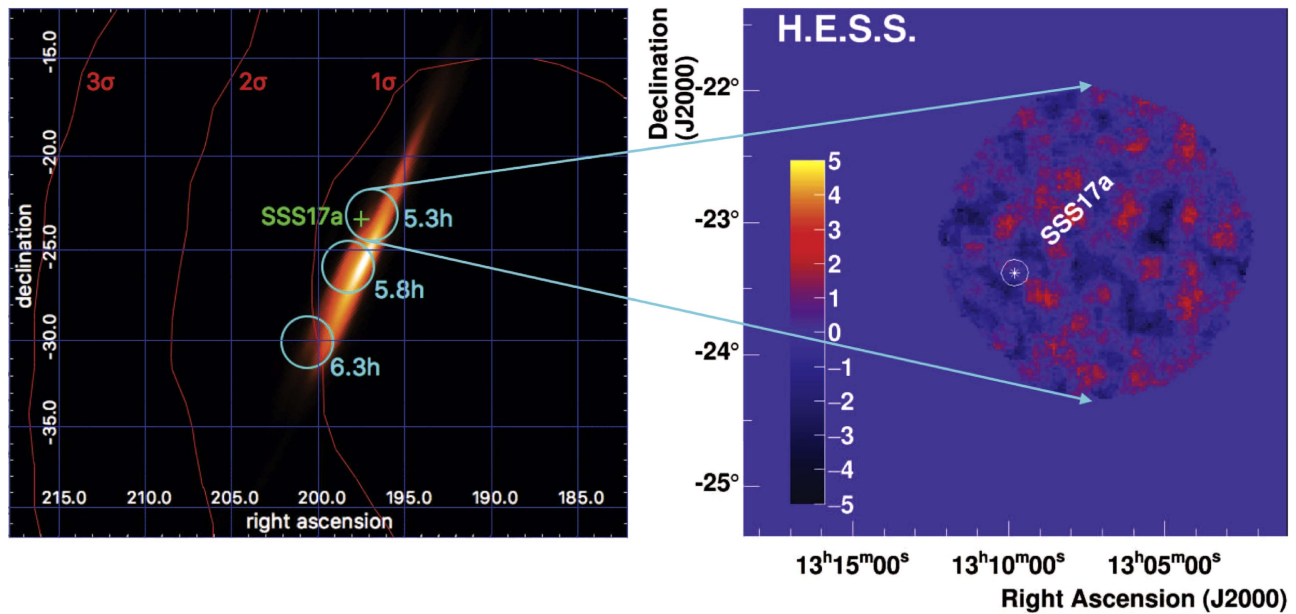 -15.0
-20.0
-25.0
-30.0
-35.0
declination
3σ
2σ
1σ
SSS17a
5.3h
5.8h
6.3h
215.0 210.0 205.0 200.0 195.0 190.0 185.0
right ascension
H.E.S.S.
Declination
(J2000)
-22°
-23°
-24°
-25°
5
4
3
2
1
0
−1
−2
−3
−4
−5
SSS17a
13h15m00s 13h10m00s 13h05m00s
Right Ascension (J2000)